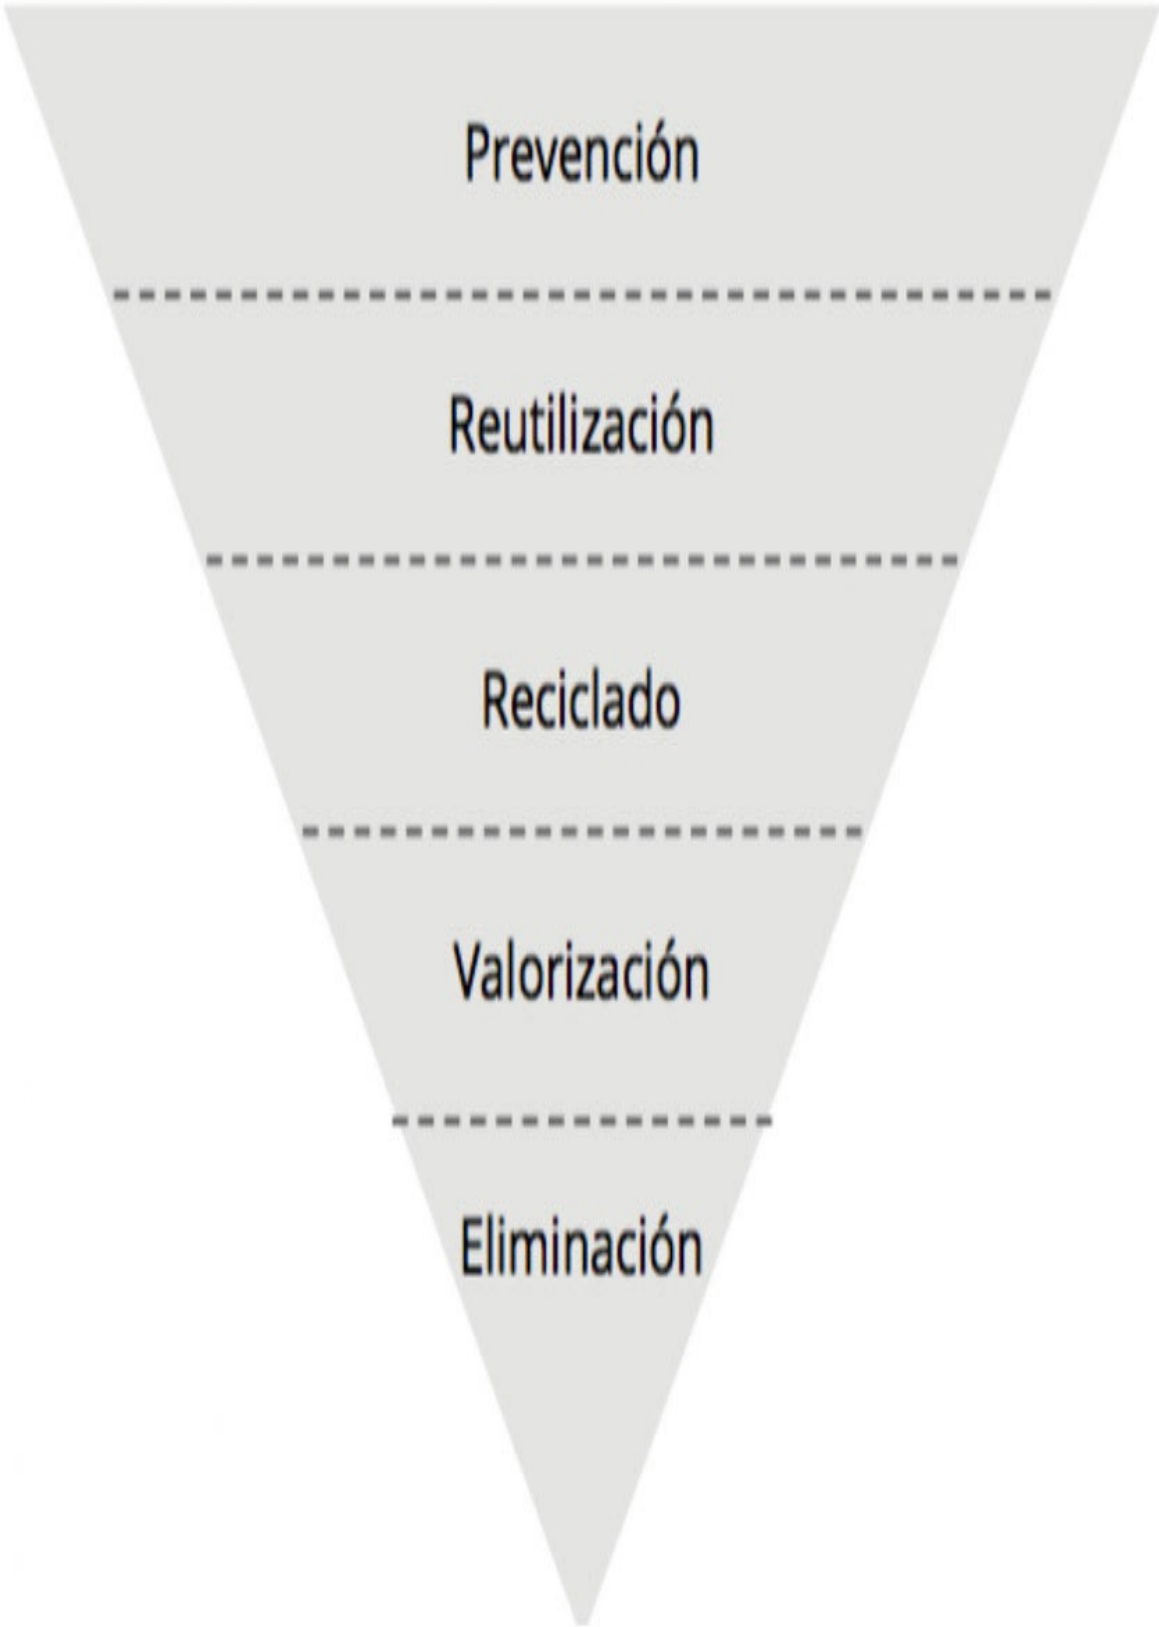 Prevención
Reutilización
Reciclado
Valorización
Eliminación